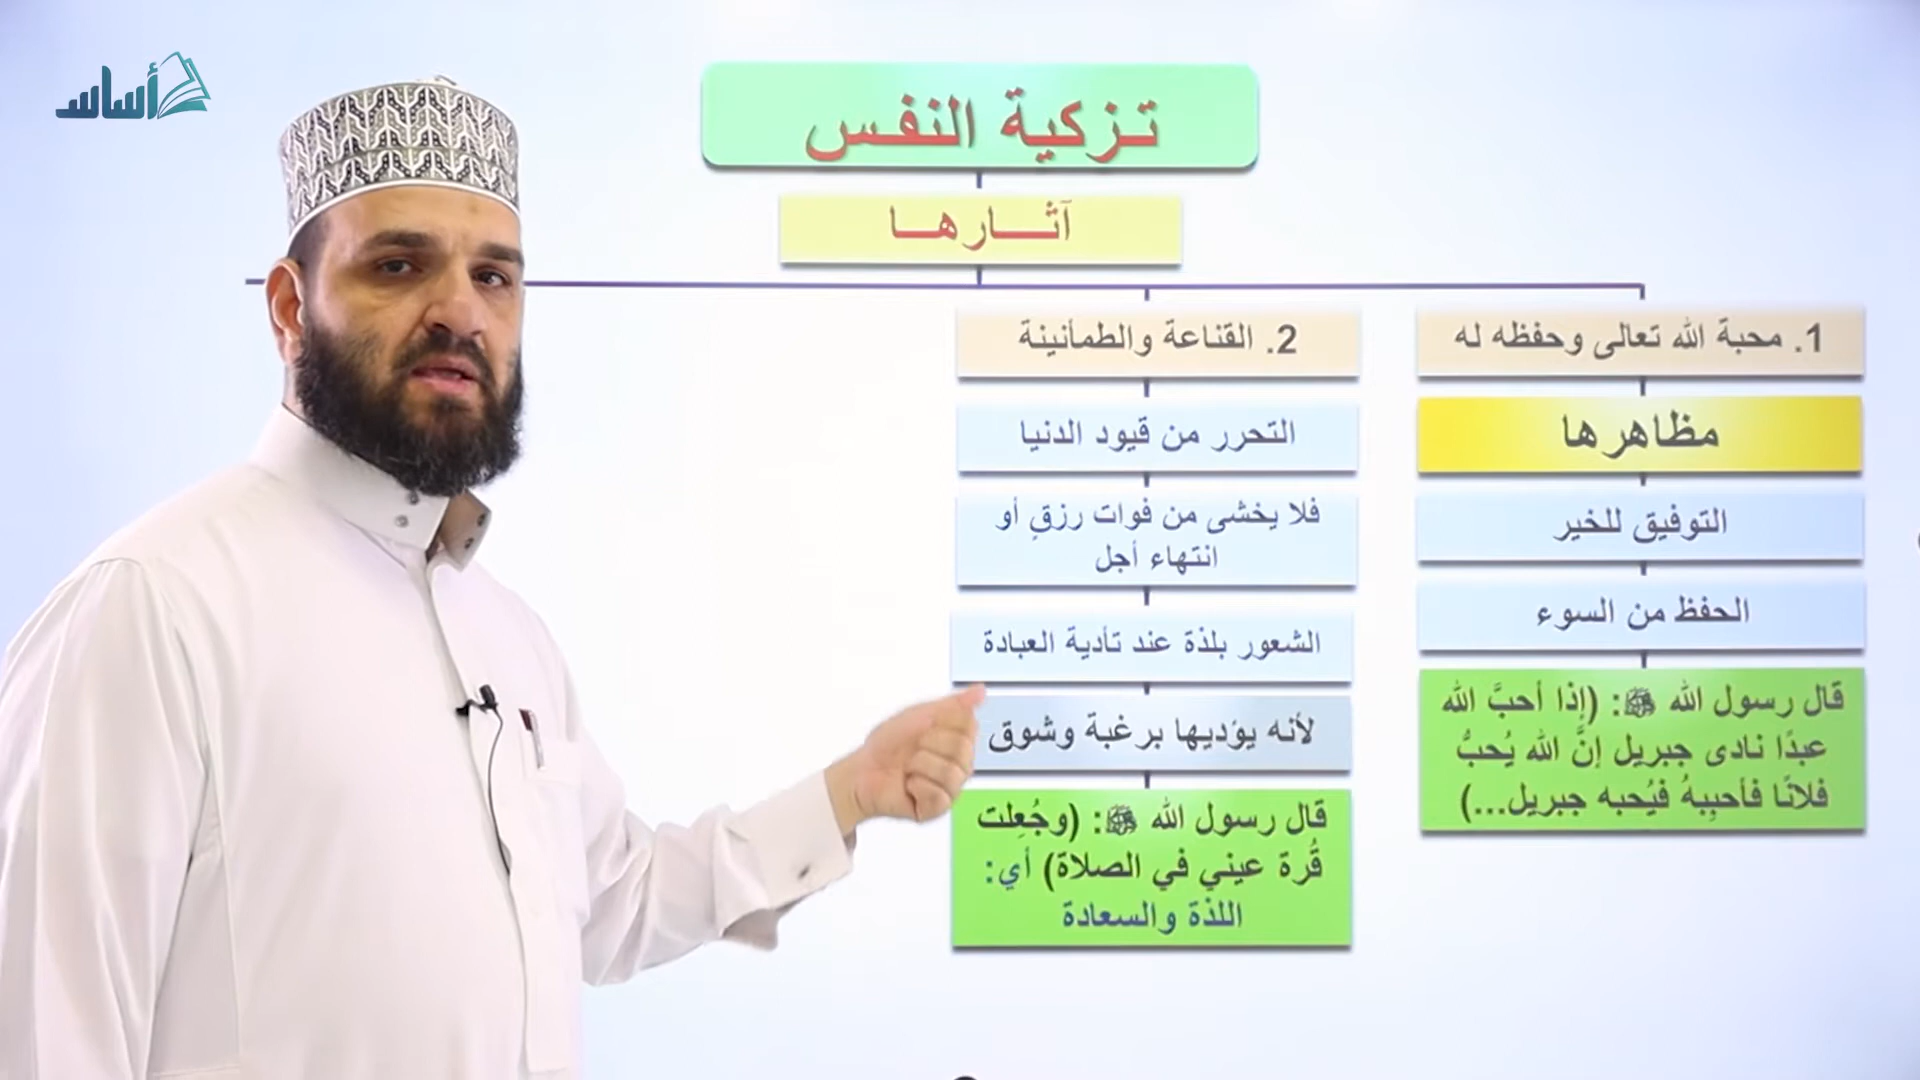 أساس
تزكية النفس
آثارها
1. محبة الله تعالى وحفظه له
مظاهرها
التوفيق للخير
الحفظ من السوء
قال رسول الله ﷺ: (إذا أحبَّ الله
عبدًا نادى جبريل إنَّ الله يُحبُّ
فلانًا فأحبِبهُ فيُحبه جبريل...)
2. القناعة والطمأنينة
التحرر من قيود الدنيا
فلا يخشى من فوات رزقٍ أو
انتهاء أجل
الشعور بلذة عند تأدية العبادة
لأنه يؤديها برغبة وشوق
قال رسول الله ﷺ: (وجُعِلت
قُرة عيني في الصلاة) أي:
اللذة والسعادة